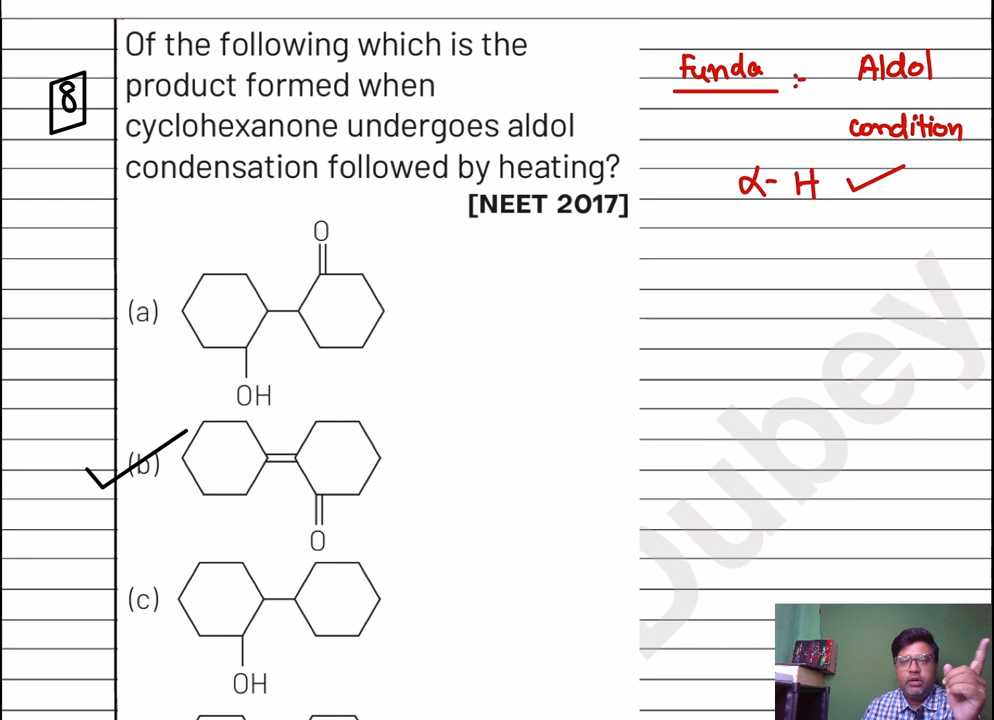 8
Of the following which is the
product formed when
cyclohexanone undergoes aldol
condensation followed by heating?
[NEET 2017]
Funda :- Aldol
condition
α-H ✓
O
(a)
OH
(b)
O
(c)
OH
Dubey